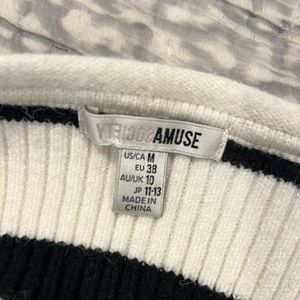 AMUSE
US/CA M
EU 38
AU/UK 10
JP 11-13
MADE IN
CHINA